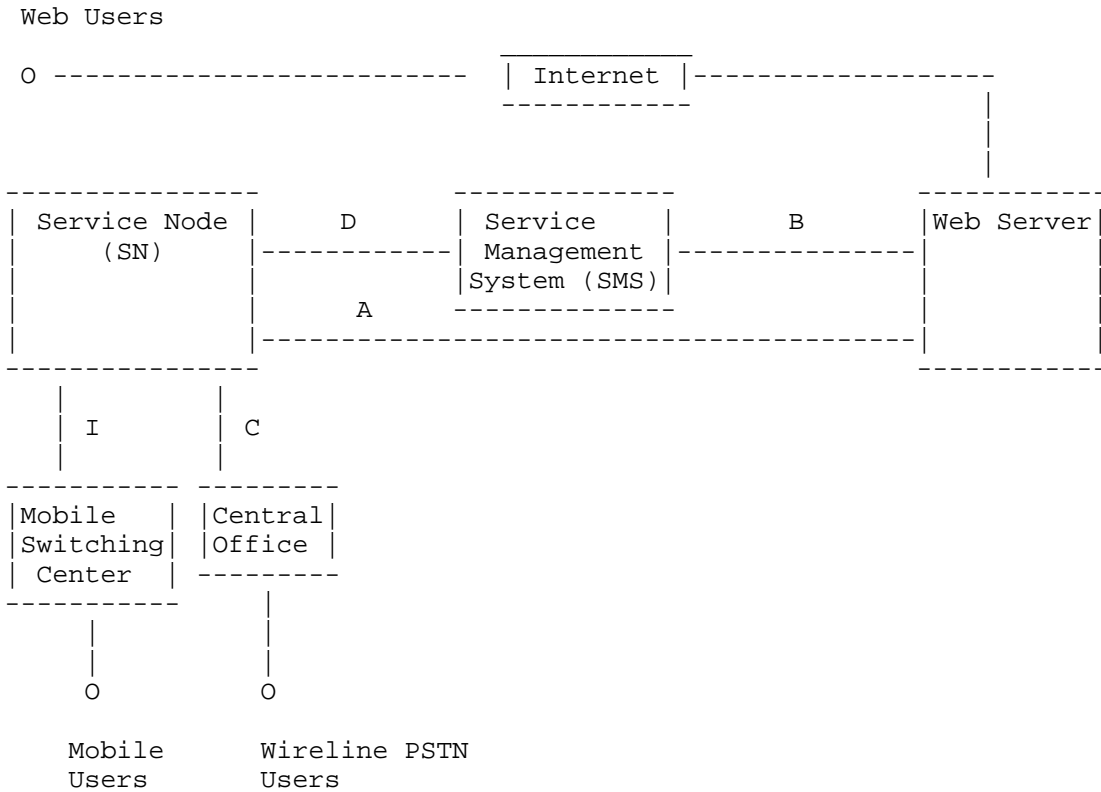 Web Users
O Internet
Service Node D Service B Web Server
(SN) Management
System (SMS)
A
I C
Mobile Central
Switching Office
Center
O O
Mobile Wireline PSTN
Users Users